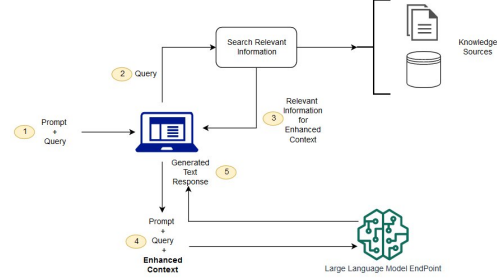 Search Relevant
Information
Knowledge
Sources
2
Query
1
Prompt
+
Query
3
Relevant
Information
for
Enhanced
Context
Generated
Text
Response
5
4
Prompt
+
Query
+
Enhanced
Context
Large Language Model EndPoint